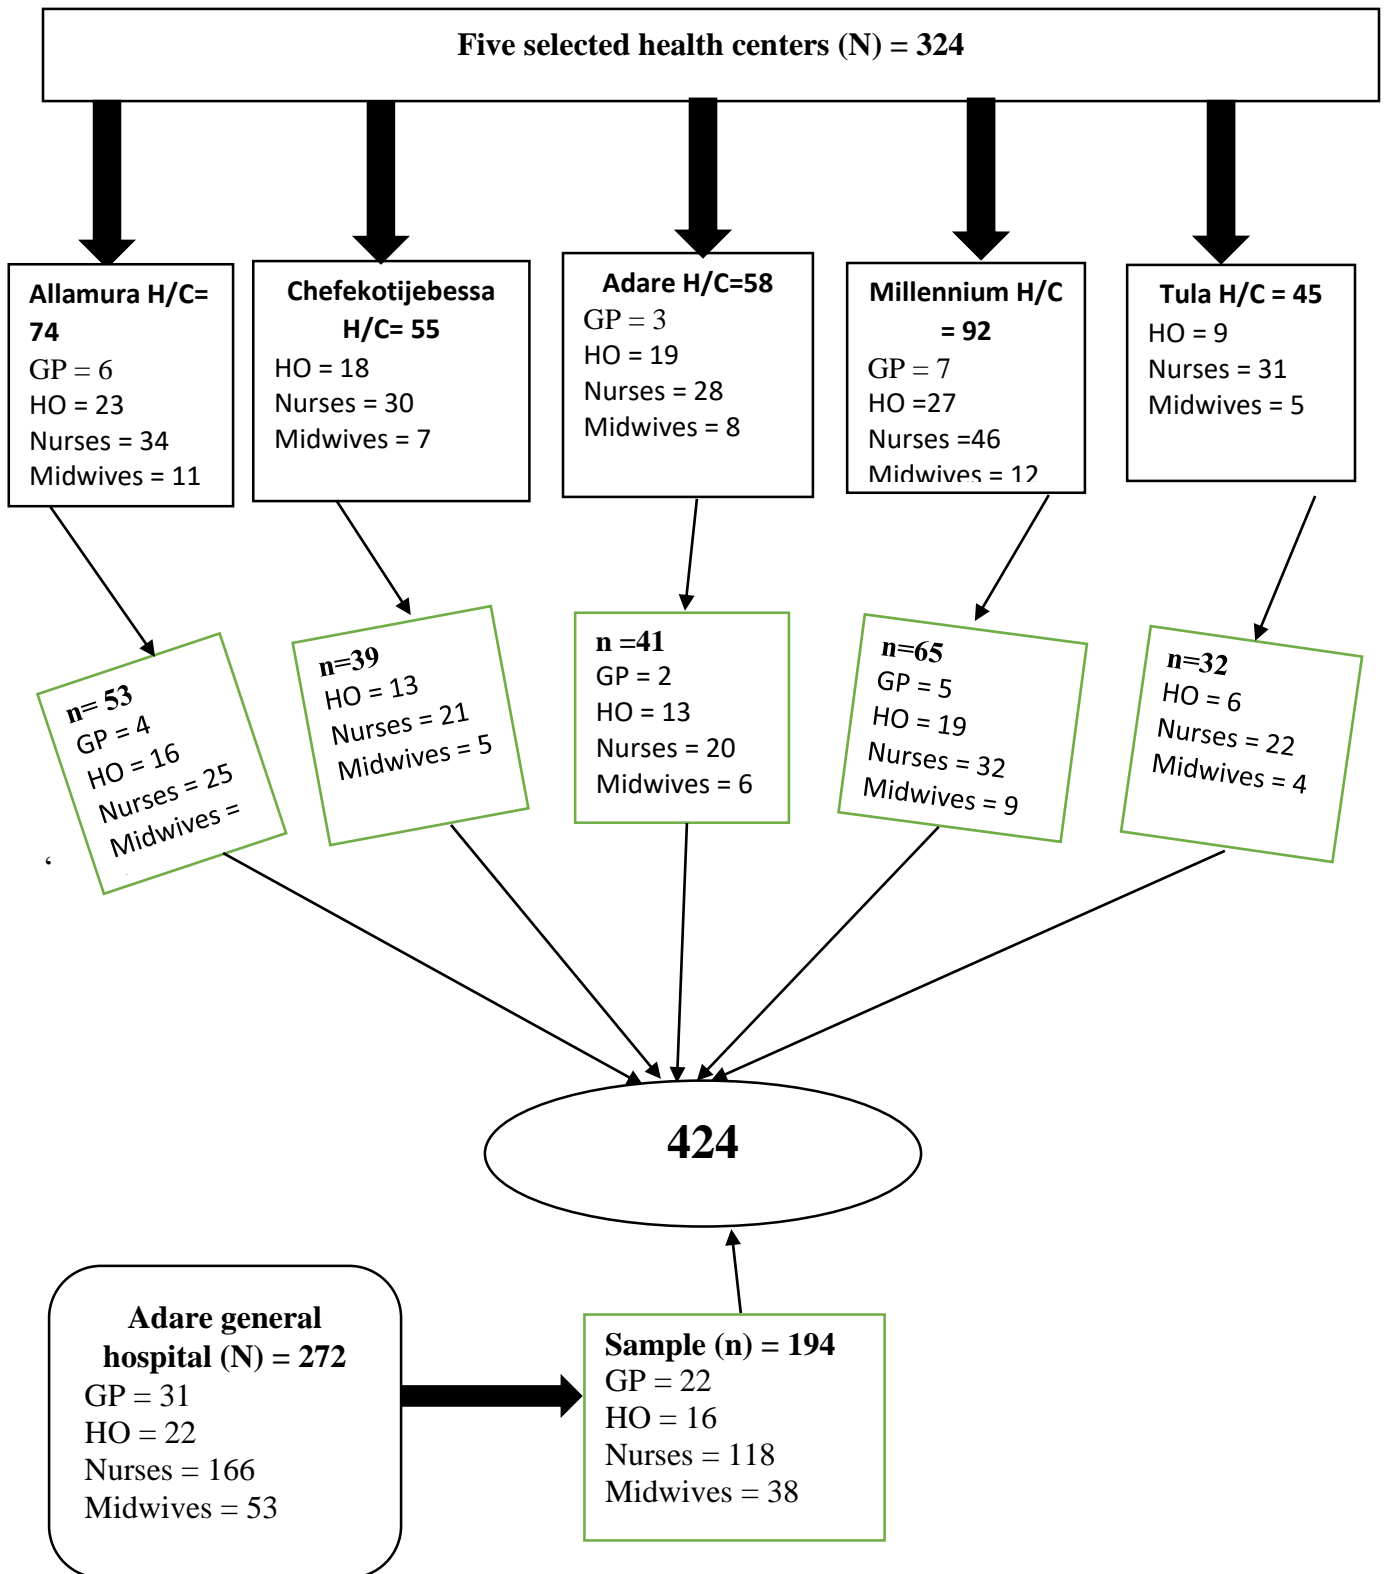 Five selected health centers (N) = 324
Allamura H/C=
74
GP = 6
HO = 23
Nurses = 34
Midwives = 11
Chefekotijebessa
H/C= 55
HO = 18
Nurses = 30
Midwives = 7
Adare H/C=58
GP = 3
HO = 19
Nurses = 28
Midwives = 8
Millennium H/C
= 92
GP = 7
HO =27
Nurses =46
Midwives = 12
Tula H/C = 45
HO = 9
Nurses = 31
Midwives = 5
n= 53
GP = 4
HO = 16
Nurses = 25
Midwives =
n=39
HO = 13
Nurses = 21
Midwives = 5
n =41
GP = 2
HO = 13
Nurses = 20
Midwives = 6
n=65
GP = 5
HO = 19
Nurses = 32
Midwives = 9
n=32
HO = 6
Nurses = 22
Midwives = 4
‘
424
Adare general
hospital (N) = 272
GP = 31
HO = 22
Nurses = 166
Midwives = 53
Sample (n) = 194
GP = 22
HO = 16
Nurses = 118
Midwives = 38